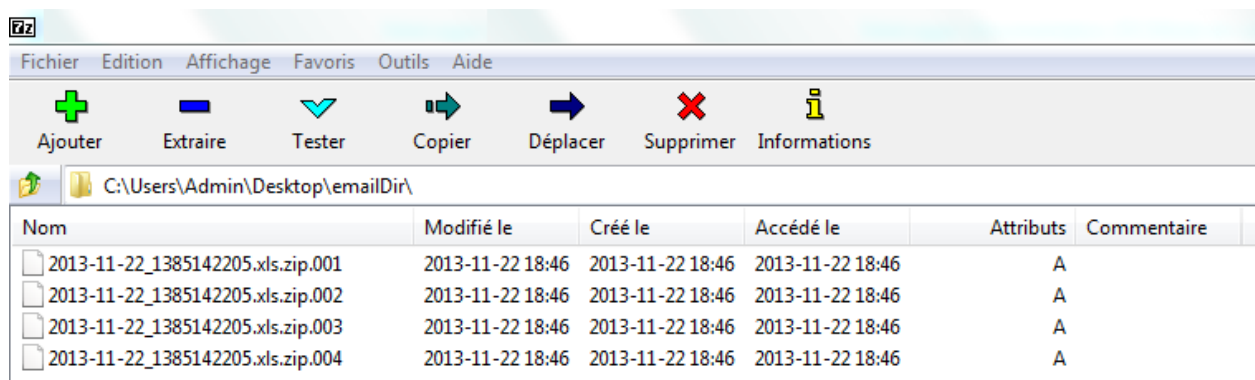 7z
Fichier Edition Affichage Favoris Outils Aide
Ajouter Extraire Tester Copier Déplacer Supprimer Informations
C:\Users\Admin\Desktop\emailDir\
Nom Modifié le Créé le Accédé le Attributs Commentaire
2013-11-22_1385142205.xls.zip.001 2013-11-22 18:46 2013-11-22 18:46 2013-11-22 18:46 A
2013-11-22_1385142205.xls.zip.002 2013-11-22 18:46 2013-11-22 18:46 2013-11-22 18:46 A
2013-11-22_1385142205.xls.zip.003 2013-11-22 18:46 2013-11-22 18:46 2013-11-22 18:46 A
2013-11-22_1385142205.xls.zip.004 2013-11-22 18:46 2013-11-22 18:46 2013-11-22 18:46 A